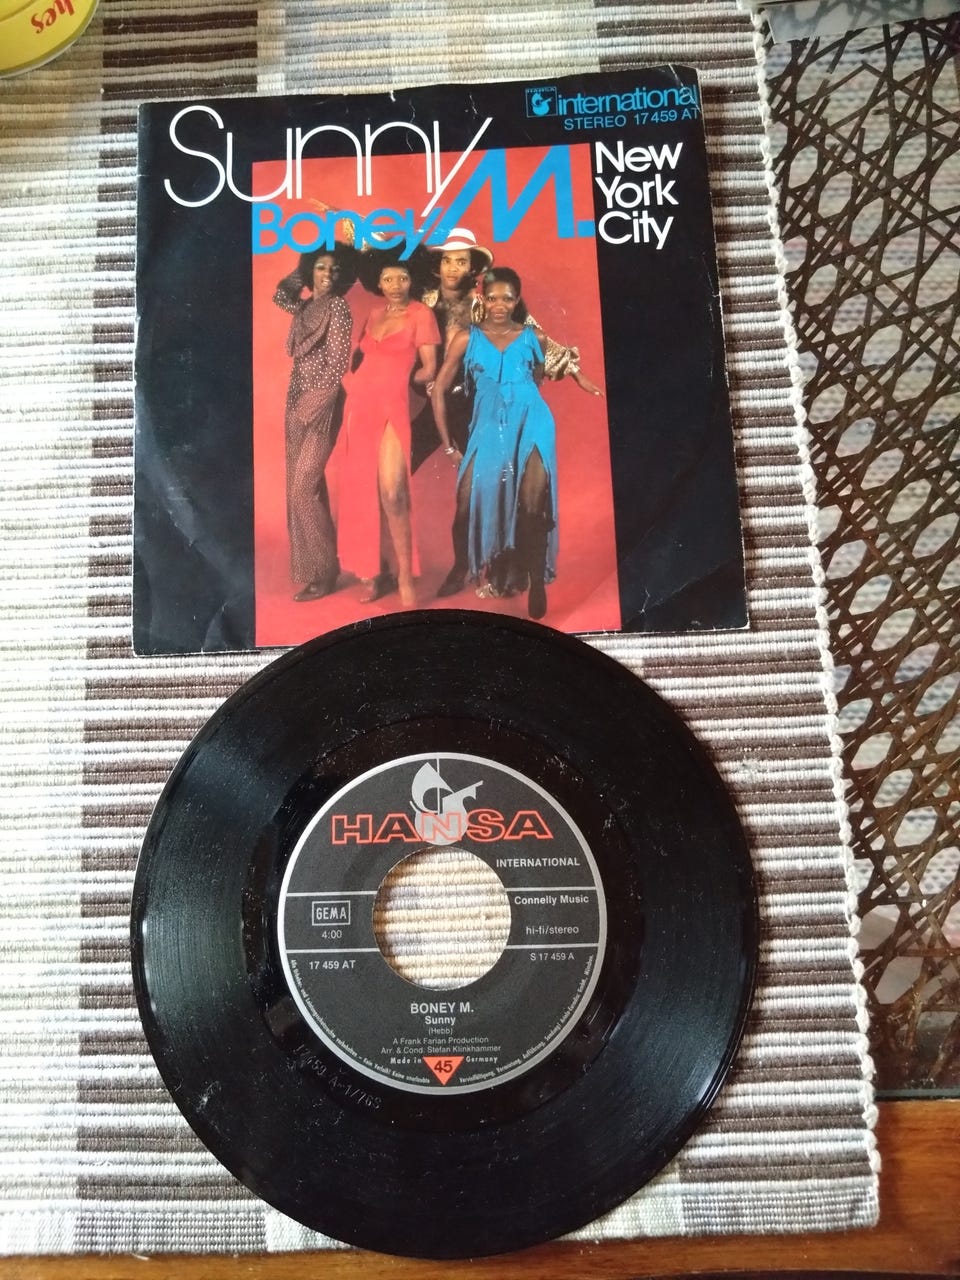 hes
Sunny
Boney M.
HANSA
international
STEREO 17 459 AT
New
York
City
HANSA
INTERNATIONAL
GEMA
4:00
Connelly Music
hi-fi/stereo
17 459 AT
S 17 459 A
BONEY M.
Sunny
(Hebb)
A Frank Farian Production
Arr. & Cond. Stefan Klinkhammer
Made in 45 Germany